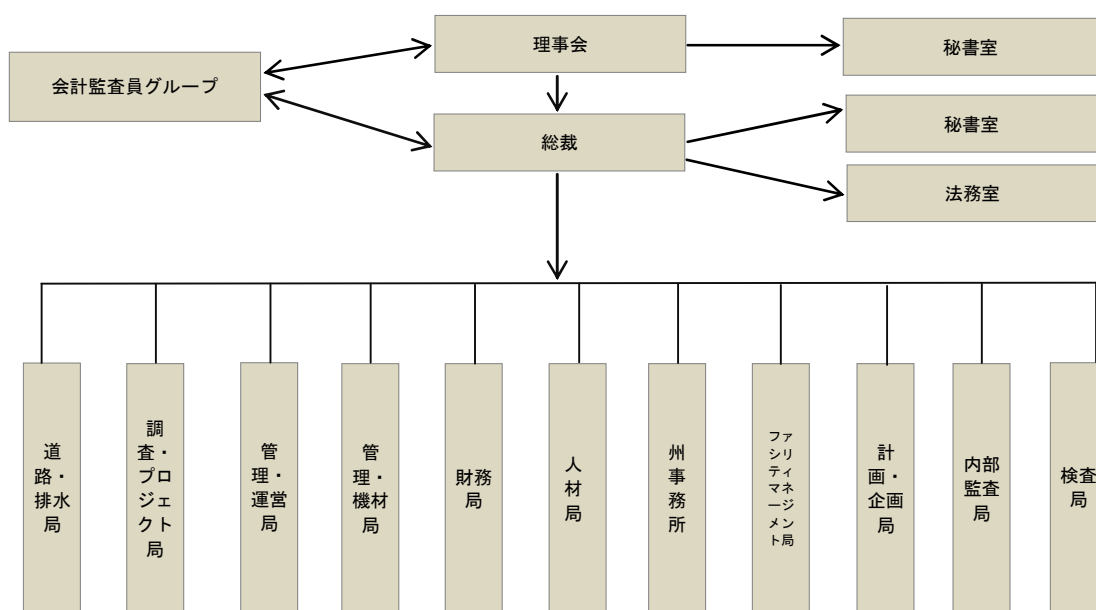 理事会
秘書室
会計監査員グループ
秘書室
総裁
法務室
道
路・
排水
局
調
査・
プロ
ジェ
クト
局
管
理・
運営
局
管
理・
機材
局
財務
局
人
材
局
州
事
務
所
ファ
シリ
ティ
マネ
ージ
メン
ト局
計
画・
企画
局
内部
監査
局
検査
局